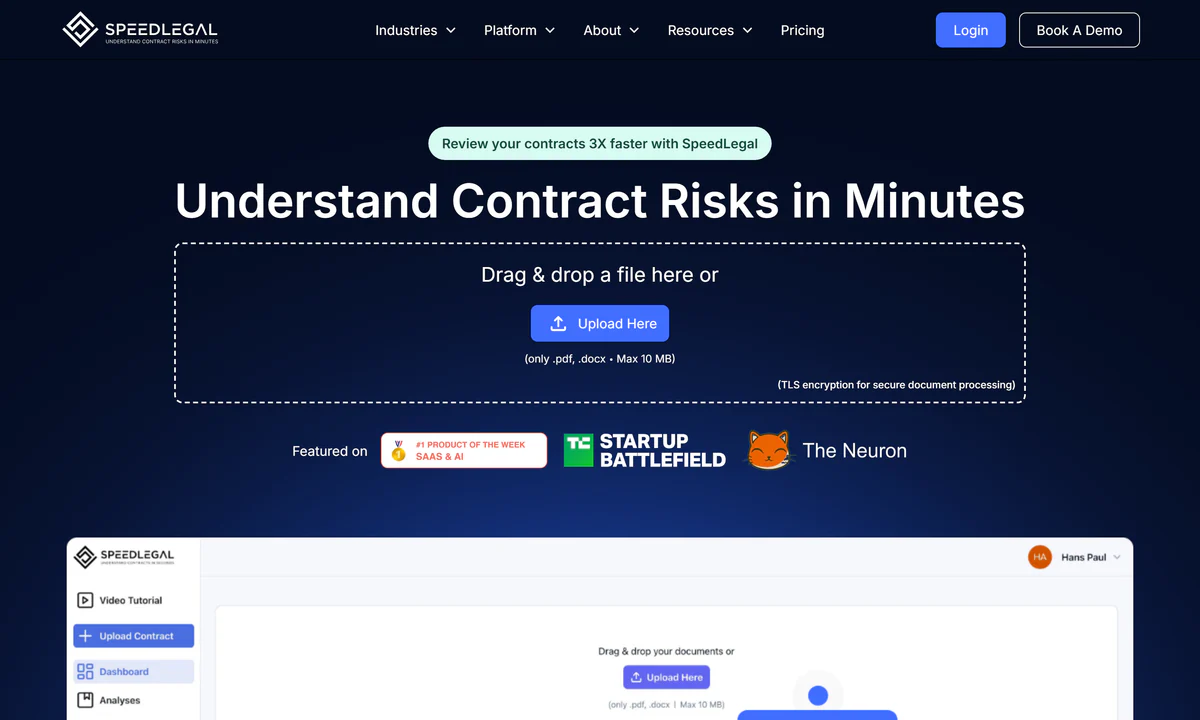 SPEEDLEGAL
UNDERSTAND CONTRACT RISKS IN MINUTES
Industries
Platform
About
Resources
Pricing
Login
Book A Demo
Review your contracts 3X faster with SpeedLegal
Understand Contract Risks in Minutes
Drag & drop a file here or
Upload Here
(only .pdf, .docx • Max 10 MB)
(TLS encryption for secure document processing)
Featured on
1
#1 PRODUCT OF THE WEEK
SAAS & AI
TC
STARTUP
BATTLEFIELD
The Neuron
SPEEDLEGAL
HA
Hans Paul
Video Tutorial
Upload Contract
Dashboard
Analyses
Drag & drop your documents or
Upload Here
(only .pdf, .docx | Max 10 MB)